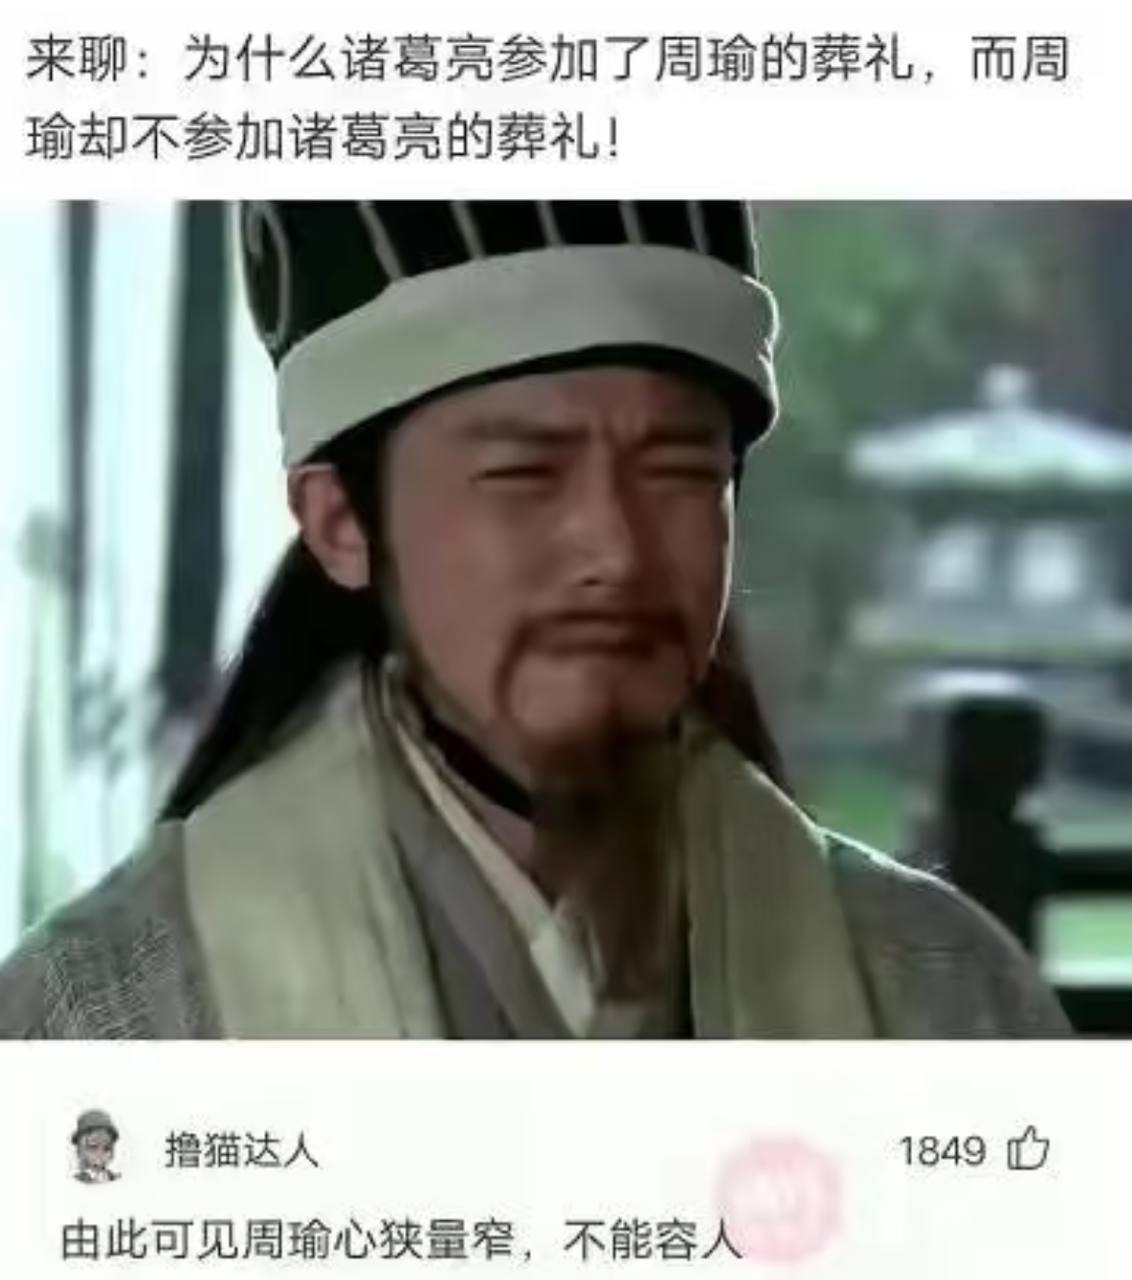 来聊：为什么诸葛亮参加了周瑜的葬礼，而周
瑜却不参加诸葛亮的葬礼！
撸猫达人
1849
由此可见周瑜心狭量窄，不能容人